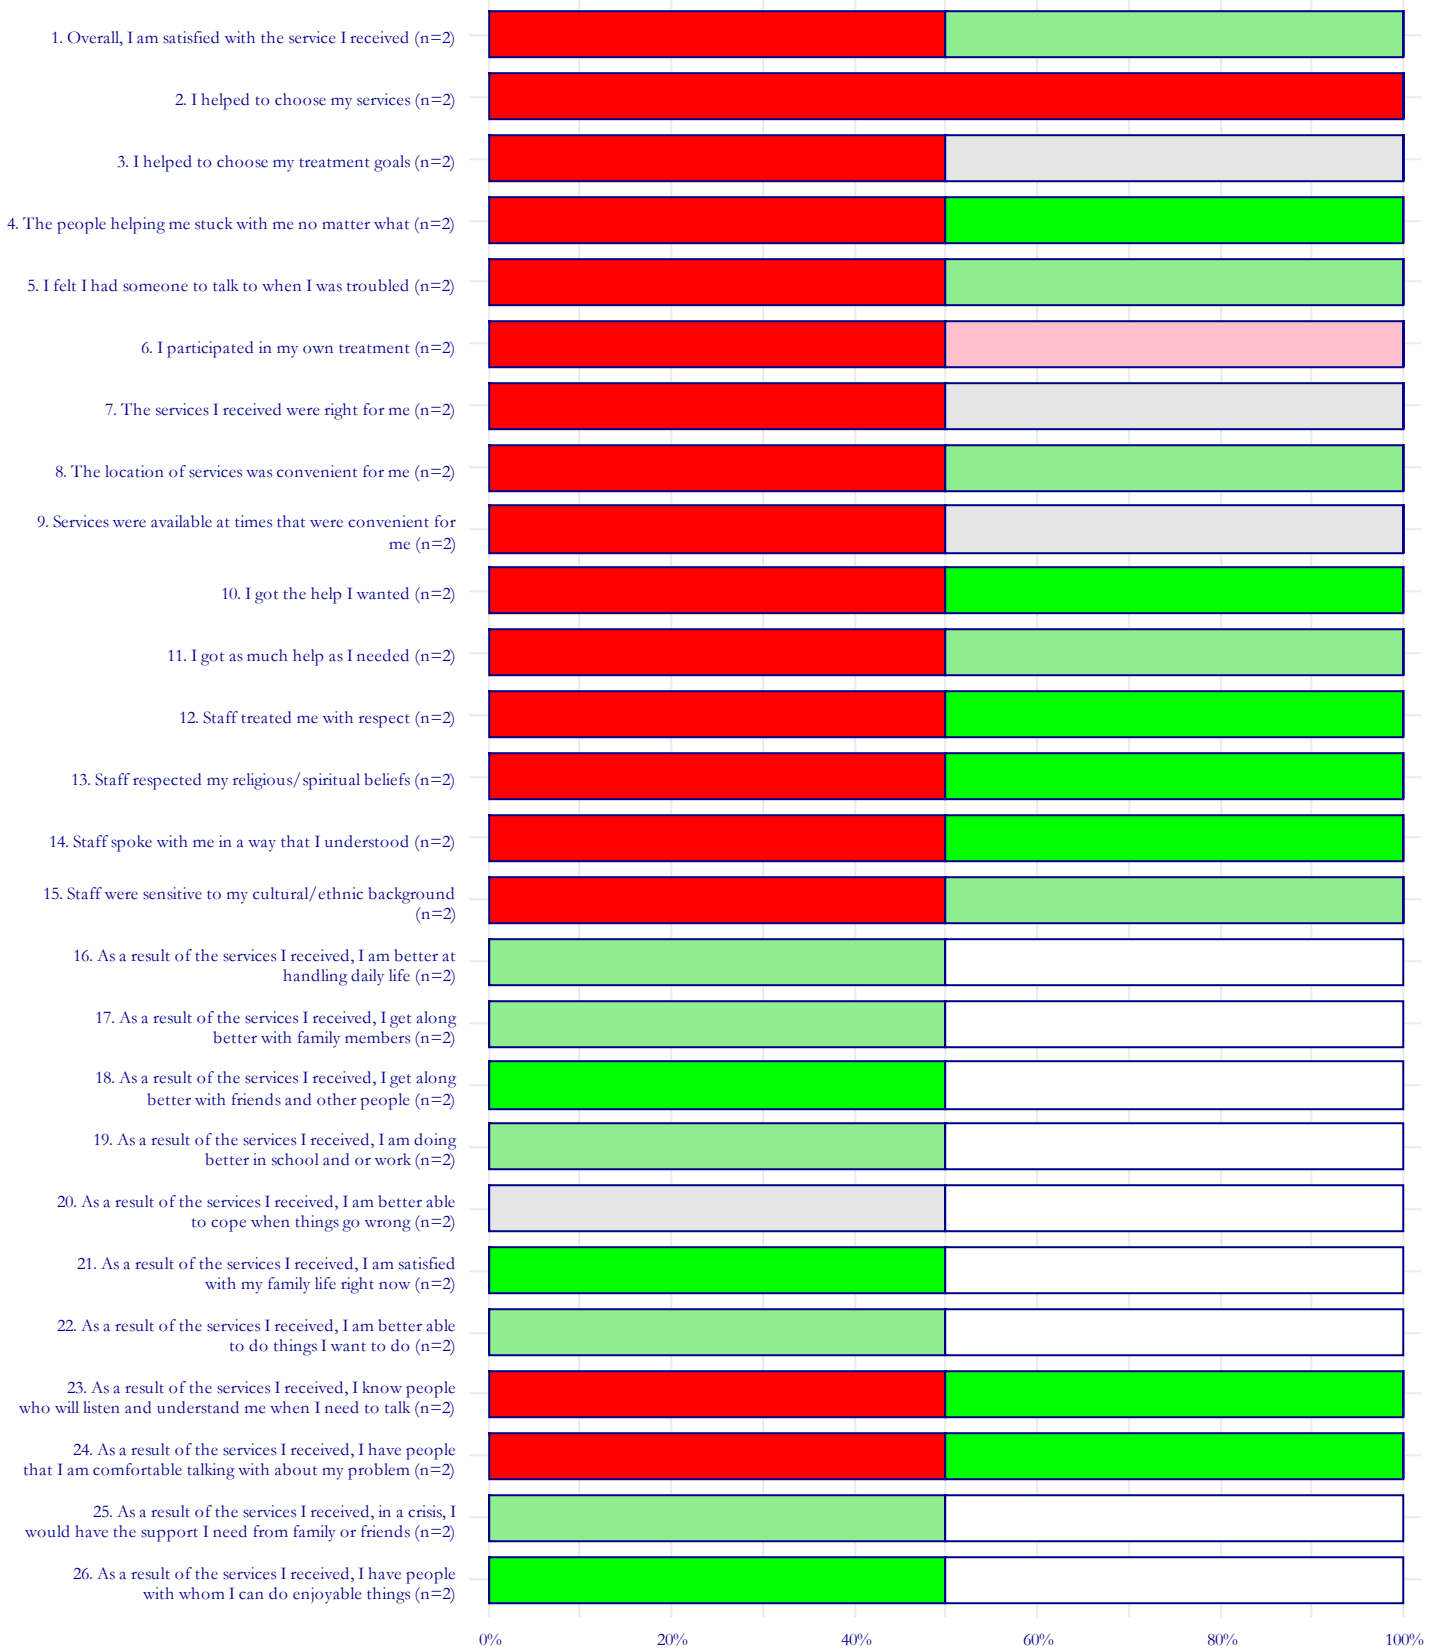 1. Overall, I am satisfied with the service I received (n=2)
2. I helped to choose my services (n=2)
3. I helped to choose my treatment goals (n=2)
4. The people helping me stuck with me no matter what (n=2)
5. I felt I had someone to talk to when I was troubled (n=2)
6. I participated in my own treatment (n=2)
7. The services I received were right for me (n=2)
8. The location of services was convenient for me (n=2)
9. Services were available at times that were convenient for
me (n=2)
10. I got the help I wanted (n=2)
11. I got as much help as I needed (n=2)
12. Staff treated me with respect (n=2)
13. Staff respected my religious/spiritual beliefs (n=2)
14. Staff spoke with me in a way that I understood (n=2)
15. Staff were sensitive to my cultural/ethnic background
(n=2)
16. As a result of the services I received, I am better at
handling daily life (n=2)
17. As a result of the services I received, I get along
better with family members (n=2)
18. As a result of the services I received, I get along
better with friends and other people (n=2)
19. As a result of the services I received, I am doing
better in school and or work (n=2)
20. As a result of the services I received, I am better able
to cope when things go wrong (n=2)
21. As a result of the services I received, I am satisfied
with my family life right now (n=2)
22. As a result of the services I received, I am better able
to do things I want to do (n=2)
23. As a result of the services I received, I know people
who will listen and understand me when I need to talk (n=2)
24. As a result of the services I received, I have people
that I am comfortable talking with about my problem (n=2)
25. As a result of the services I received, in a crisis, I
would have the support I need from family or friends (n=2)
26. As a result of the services I received, I have people
with whom I can do enjoyable things (n=2)
0% 20% 40% 60% 80% 100%